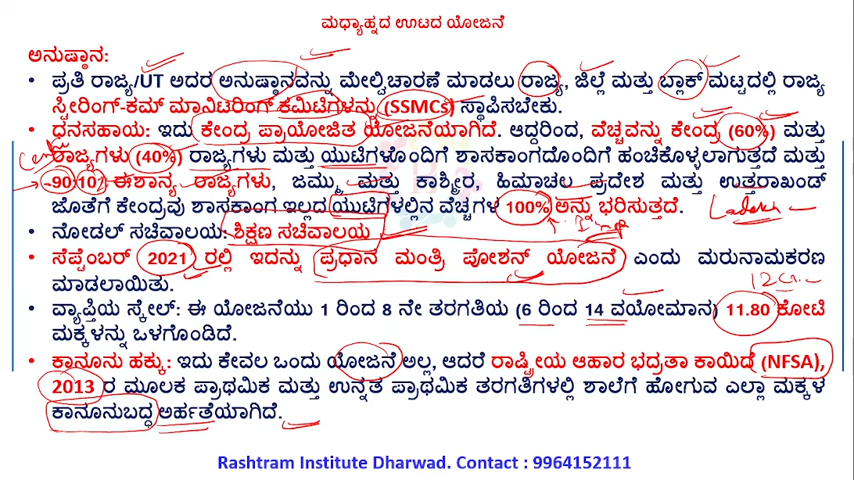 ಮಧ್ಯಾಹ್ನದ ಊಟದ ಯೋಜನೆ
ಅನುಷ್ಠಾನ:
• ಪ್ರತಿ ರಾಜ್ಯ/UT ಅದರ ಅನುಷ್ಠಾನವನ್ನು ಮೇಲ್ವಿಚಾರಣೆ ಮಾಡಲು ರಾಜ್ಯ, ಜಿಲ್ಲೆ ಮತ್ತು ಬ್ಲಾಕ್ ಮಟ್ಟದಲ್ಲಿ ರಾಜ್ಯ
ಸ್ಟೀರಿಂಗ್-ಕಮ್ ಮಾನಿಟರಿಂಗ್ ಕಮಿಟಿಗಳನ್ನು (SSMCs) ಸ್ಥಾಪಿಸಬೇಕು.
• ಧನಸಹಾಯ: ಇದು ಕೇಂದ್ರ ಪ್ರಾಯೋಜಿತ ಯೋಜನೆಯಾಗಿದೆ. ಆದ್ದರಿಂದ, ವೆಚ್ಚವನ್ನು ಕೇಂದ್ರ (60%) ಮತ್ತು
ರಾಜ್ಯಗಳು (40%) ರಾಜ್ಯಗಳು ಮತ್ತು ಯುಟಿಗಳೊಂದಿಗೆ ಶಾಸಕಾಂಗದೊಂದಿಗೆ ಹಂಚಿಕೊಳ್ಳಲಾಗುತ್ತದೆ ಮತ್ತು
-90:10? ಈಶಾನ್ಯ ರಾಜ್ಯಗಳು, ಜಮ್ಮು ಮತ್ತು ಕಾಶ್ಮೀರ, ಹಿಮಾಚಲ ಪ್ರದೇಶ ಮತ್ತು ಉತ್ತರಾಖಂಡ್
ಜೊತೆಗೆ ಕೇಂದ್ರವು ಶಾಸಕಾಂಗ ಇಲ್ಲದ ಯುಟಿಗಳಲ್ಲಿನ ವೆಚ್ಚಗಳ 100% ಅನ್ನು ಭರಿಸುತ್ತದೆ. Ladakh
• ನೋಡಲ್ ಸಚಿವಾಲಯ: ಶಿಕ್ಷಣ ಸಚಿವಾಲಯ
• ಸೆಪ್ಟೆಂಬರ್ 2021 ರಲ್ಲಿ ಇದನ್ನು ಪ್ರಧಾನ ಮಂತ್ರಿ ಪೋಶನ್ ಯೋಜನೆ ಎಂದು ಮರುನಾಮಕರಣ
ಮಾಡಲಾಯಿತು.
• ವ್ಯಾಪ್ತಿಯ ಸ್ಕೇಲ್: ಈ ಯೋಜನೆಯು 1 ರಿಂದ 8 ನೇ ತರಗತಿಯ (6 ರಿಂದ 14 ವಯೋಮಾನ) 11.80 ಕೋಟಿ
ಮಕ್ಕಳನ್ನು ಒಳಗೊಂಡಿದೆ.
• ಕಾನೂನು ಹಕ್ಕು: ಇದು ಕೇವಲ ಒಂದು ಯೋಜನೆ ಅಲ್ಲ, ಆದರೆ ರಾಷ್ಟ್ರೀಯ ಆಹಾರ ಭದ್ರತಾ ಕಾಯಿದೆ (NFSA),
2013 ರ ಮೂಲಕ ಪ್ರಾಥಮಿಕ ಮತ್ತು ಉನ್ನತ ಪ್ರಾಥಮಿಕ ತರಗತಿಗಳಲ್ಲಿ ಶಾಲೆಗೆ ಹೋಗುವ ಎಲ್ಲಾ ಮಕ್ಕಳ
ಕಾನೂನುಬದ್ಧ ಅರ್ಹತೆಯಾಗಿದೆ.
Rashtram Institute Dharwad. Contact : 9964152111